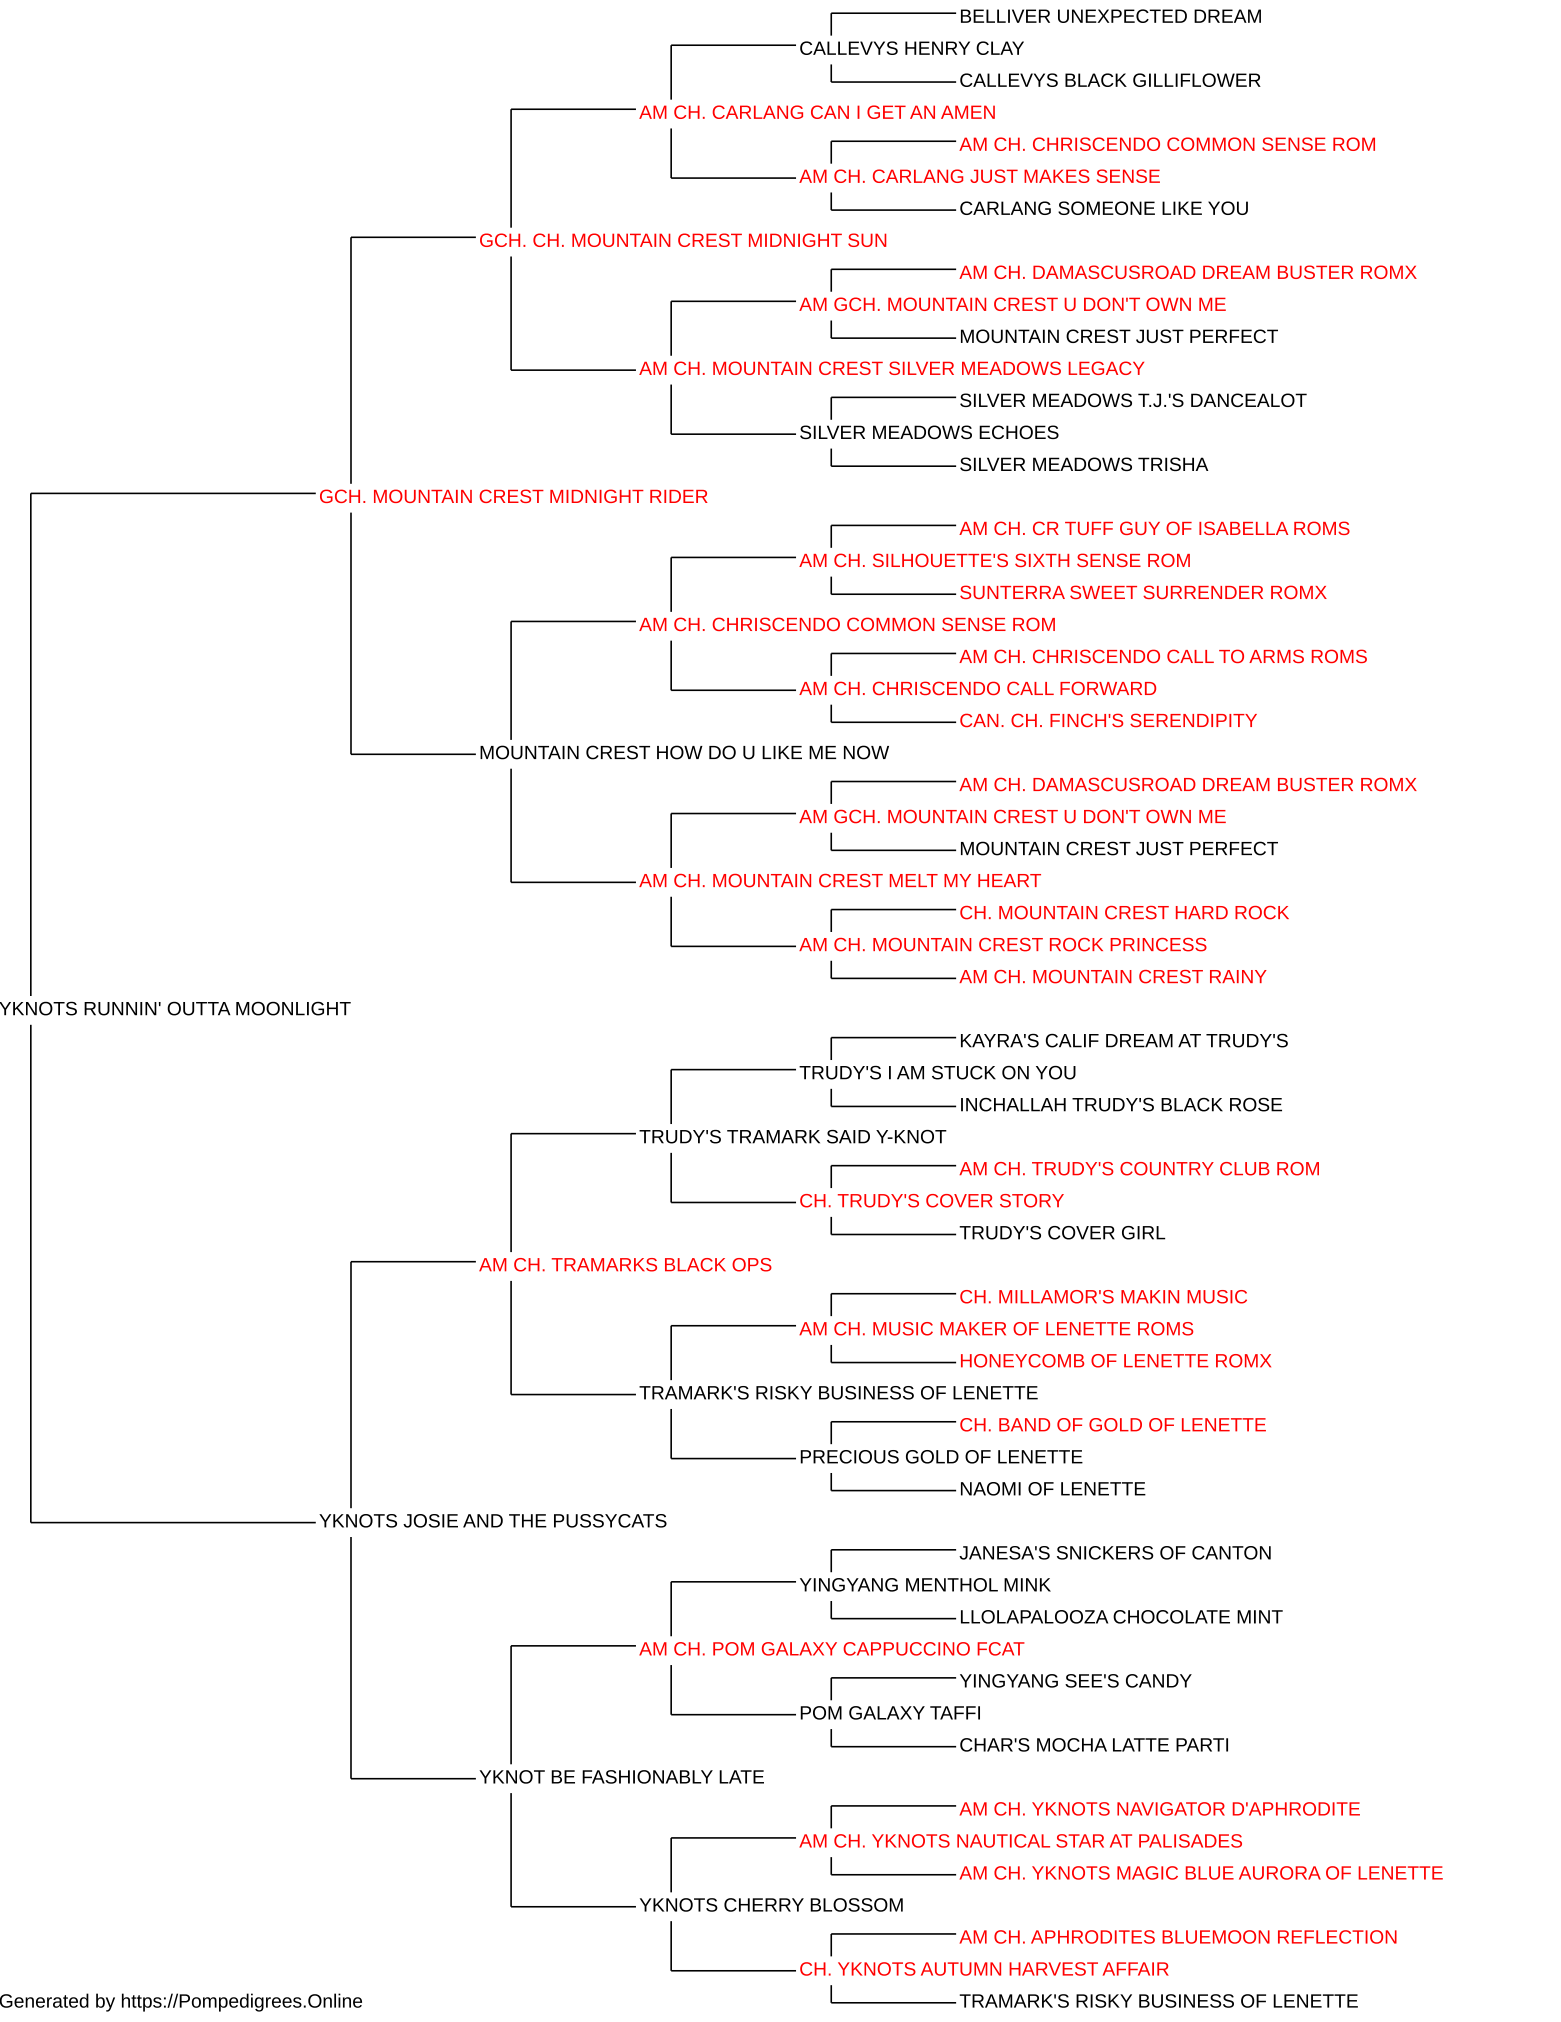 BELLIVER UNEXPECTED DREAM
CALLEVYS HENRY CLAY
CALLEVYS BLACK GILLIFLOWER
AM CH. CARLANG CAN I GET AN AMEN
AM CH. CHRISCENDO COMMON SENSE ROM
AM CH. CARLANG JUST MAKES SENSE
CARLANG SOMEONE LIKE YOU
GCH. CH. MOUNTAIN CREST MIDNIGHT SUN
AM CH. DAMASCUSROAD DREAM BUSTER ROMX
AM GCH. MOUNTAIN CREST U DON'T OWN ME
MOUNTAIN CREST JUST PERFECT
AM CH. MOUNTAIN CREST SILVER MEADOWS LEGACY
SILVER MEADOWS T.J.'S DANCEALOT
SILVER MEADOWS ECHOES
SILVER MEADOWS TRISHA
GCH. MOUNTAIN CREST MIDNIGHT RIDER
AM CH. CR TUFF GUY OF ISABELLA ROMS
AM CH. SILHOUETTE'S SIXTH SENSE ROM
SUNTERRA SWEET SURRENDER ROMX
AM CH. CHRISCENDO COMMON SENSE ROM
AM CH. CHRISCENDO CALL TO ARMS ROMS
AM CH. CHRISCENDO CALL FORWARD
CAN. CH. FINCH'S SERENDIPITY
MOUNTAIN CREST HOW DO U LIKE ME NOW
AM CH. DAMASCUSROAD DREAM BUSTER ROMX
AM GCH. MOUNTAIN CREST U DON'T OWN ME
MOUNTAIN CREST JUST PERFECT
AM CH. MOUNTAIN CREST MELT MY HEART
CH. MOUNTAIN CREST HARD ROCK
AM CH. MOUNTAIN CREST ROCK PRINCESS
AM CH. MOUNTAIN CREST RAINY
YKNOTS RUNNIN' OUTTA MOONLIGHT
KAYRA'S CALIF DREAM AT TRUDY'S
TRUDY'S I AM STUCK ON YOU
INCHALLAH TRUDY'S BLACK ROSE
TRUDY'S TRAMARK SAID Y-KNOT
AM CH. TRUDY'S COUNTRY CLUB ROM
CH. TRUDY'S COVER STORY
TRUDY'S COVER GIRL
AM CH. TRAMARKS BLACK OPS
CH. MILLAMOR'S MAKIN MUSIC
AM CH. MUSIC MAKER OF LENETTE ROMS
HONEYCOMB OF LENETTE ROMX
TRAMARK'S RISKY BUSINESS OF LENETTE
CH. BAND OF GOLD OF LENETTE
PRECIOUS GOLD OF LENETTE
NAOMI OF LENETTE
YKNOTS JOSIE AND THE PUSSYCATS
JANESA'S SNICKERS OF CANTON
YINGYANG MENTHOL MINK
LLOLAPALOOZA CHOCOLATE MINT
AM CH. POM GALAXY CAPPUCCINO FCAT
YINGYANG SEE'S CANDY
POM GALAXY TAFFI
CHAR'S MOCHA LATTE PARTI
YKNOT BE FASHIONABLY LATE
AM CH. YKNOTS NAVIGATOR D'APHRODITE
AM CH. YKNOTS NAUTICAL STAR AT PALISADES
AM CH. YKNOTS MAGIC BLUE AURORA OF LENETTE
YKNOTS CHERRY BLOSSOM
AM CH. APHRODITES BLUEMOON REFLECTION
CH. YKNOTS AUTUMN HARVEST AFFAIR
TRAMARK'S RISKY BUSINESS OF LENETTE
Generated by https://Pompedigrees.Online